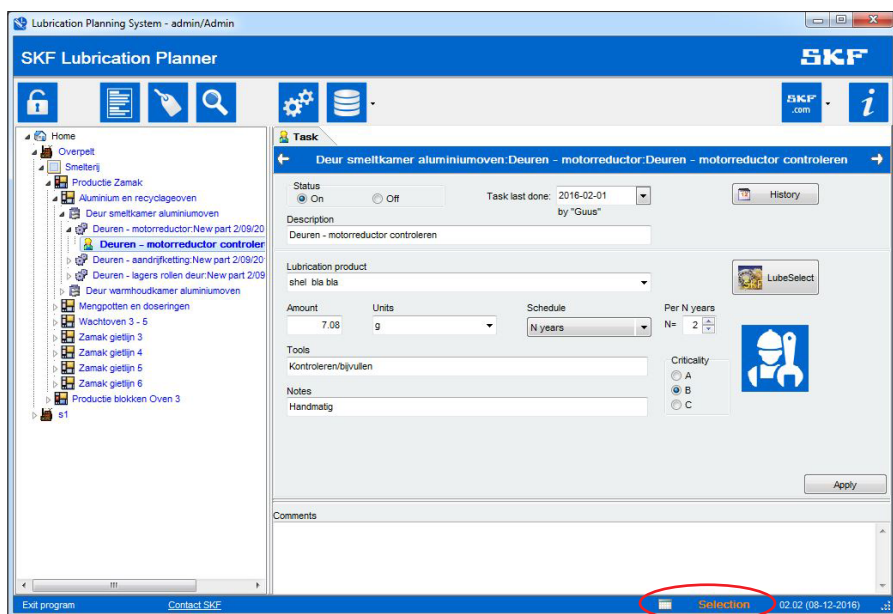 Lubrication Planning System - admin/Admin
SKF Lubrication Planner
SKF
SKF
.com
i
Home
Overpelt
Smelterij
Productie Zamak
Aluminium en recyclageoven
Deur smeltkamer aluminiumoven
Deuren - motorreductor:New part 2/09/20
Deuren - motorreductor controler
Deuren - aandrijfketting:New part 2/09/20
Deuren - lagers rollen deur:New part 2/09
Deur warmhoudkamer aluminiumoven
Mengpotten en doseringen
Wachtoven 3 - 5
Zamak gietlijn 3
Zamak gietlijn 4
Zamak gietlijn 5
Zamak gietlijn 6
Productie blokken Oven 3
s1
Task
Deur smeltkamer aluminiumoven:Deuren - motorreductor:Deuren - motorreductor controleren
Status
On Off
Task last done: 2016-02-01
by "Guus"
History
Description
Deuren - motorreductor controleren
Lubrication product
shel bla bla
LubeSelect
Amount Units Schedule Per N years
7.08 g N years N= 2
Tools
Kontroleren/bijvullen
Criticality
A
B
C
Notes
Handmatig
Apply
Comments
Exit program Contact SKF Selection 02.02 (08-12-2016)